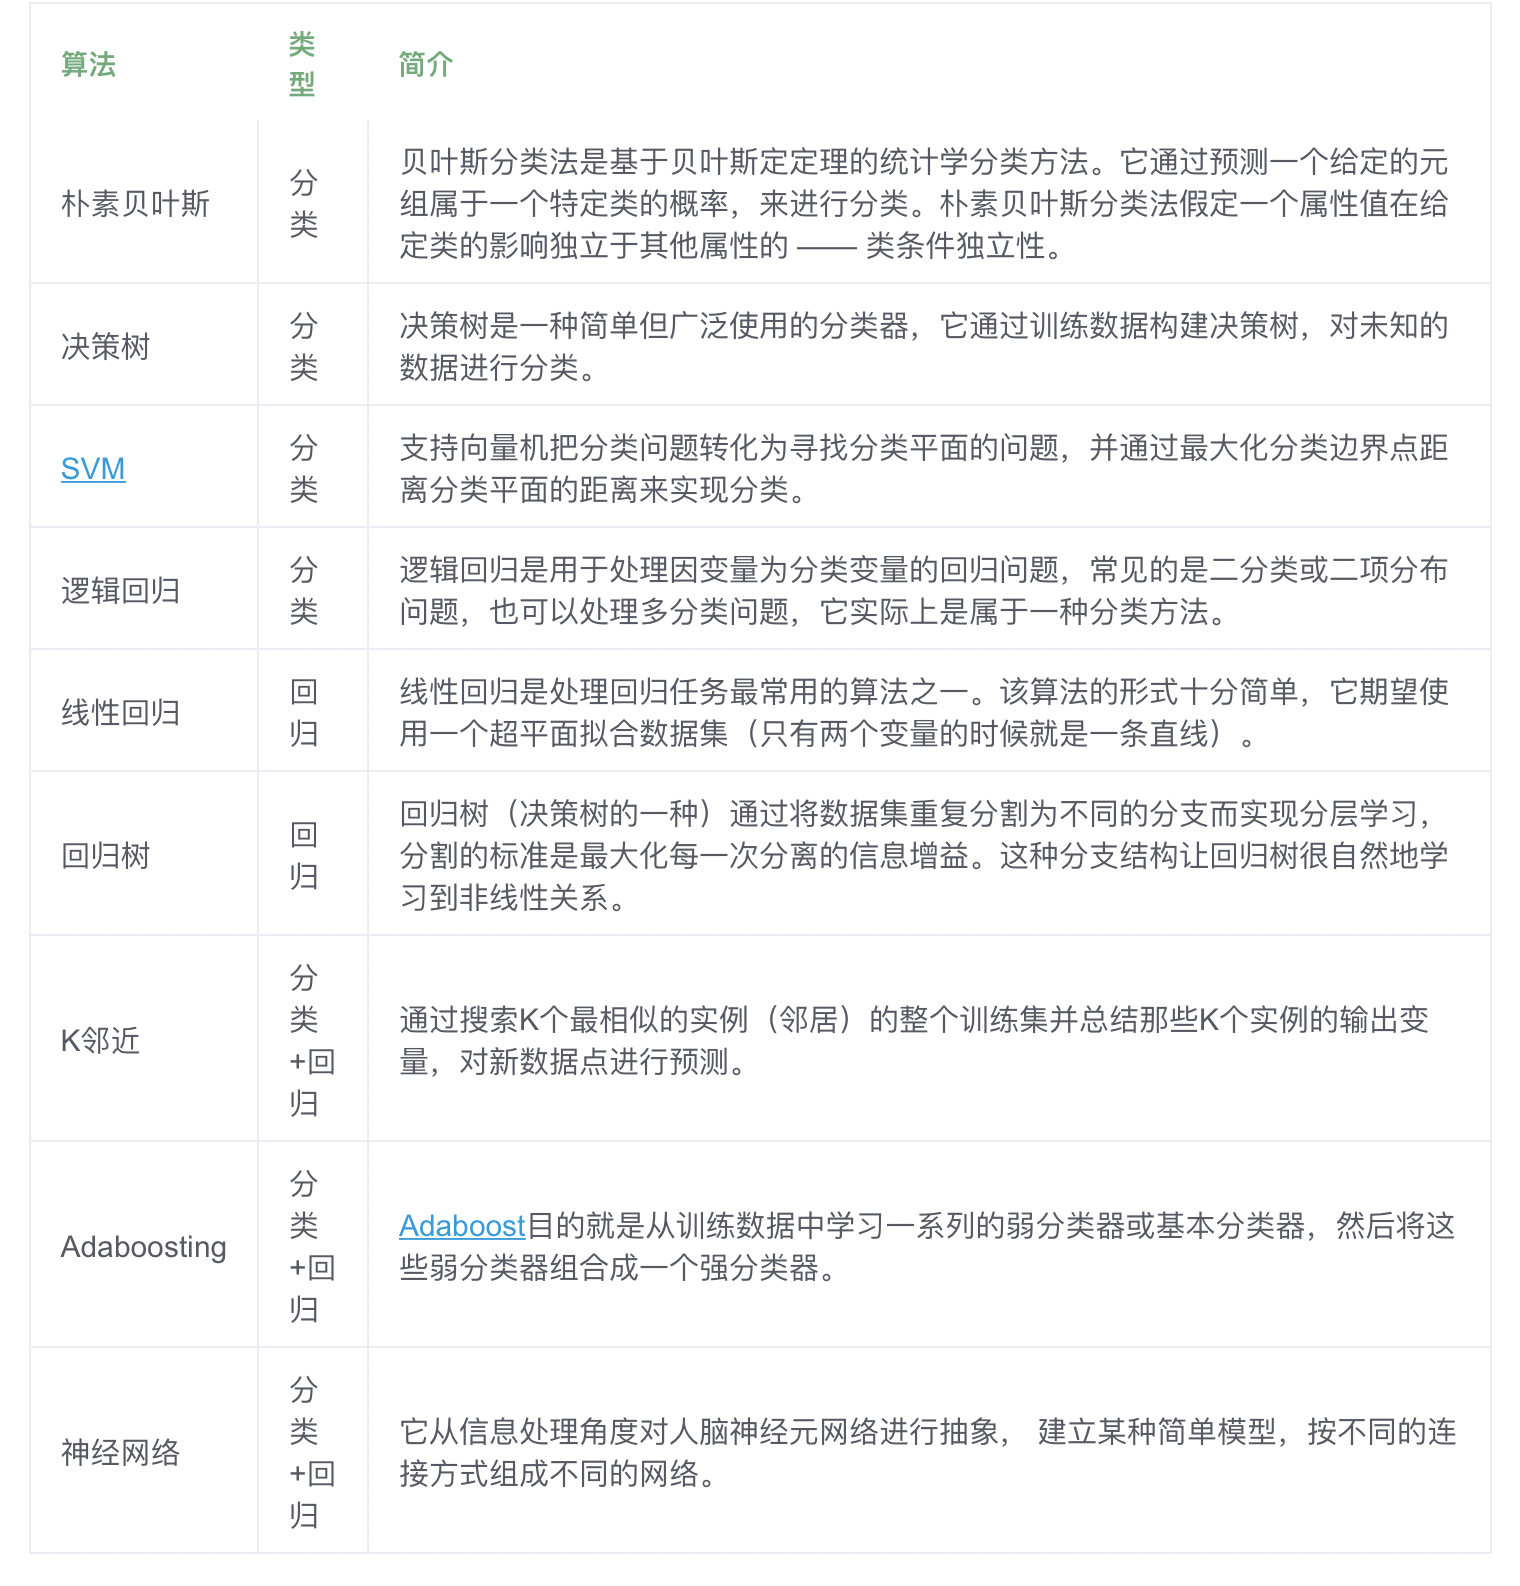 算法
类
型
简介
朴素贝叶斯
分
类
贝叶斯分类法是基于贝叶斯定定理的统计学分类方法。它通过预测一个给定的元
组属于一个特定类的概率，来进行分类。朴素贝叶斯分类法假定一个属性值在给
定类的影响独立于其他属性的 —— 类条件独立性。
决策树
分
类
决策树是一种简单但广泛使用的分类器，它通过训练数据构建决策树，对未知的
数据进行分类。
SVM
分
类
支持向量机把分类问题转化为寻找分类平面的问题，并通过最大化分类边界点距
离分类平面的距离来实现分类。
逻辑回归
分
类
逻辑回归是用于处理因变量为分类变量的回归问题，常见的是二分类或二项分布
问题，也可以处理多分类问题，它实际上是属于一种分类方法。
线性回归
回
归
线性回归是处理回归任务最常用的算法之一。该算法的形式十分简单，它期望使
用一个超平面拟合数据集（只有两个变量的时候就是一条直线）。
回归树
回
归
回归树（决策树的一种）通过将数据集重复分割为不同的分支而实现分层学习，
分割的标准是最大化每一次分离的信息增益。这种分支结构让回归树很自然地学
习到非线性关系。
K邻近
分
类
+回
归
通过搜索K个最相似的实例（邻居）的整个训练集并总结那些K个实例的输出变
量，对新数据点进行预测。
Adaboosting
分
类
+回
归
Adaboost目的就是从训练数据中学习一系列的弱分类器或基本分类器，然后将这
些弱分类器组合成一个强分类器。
神经网络
分
类
+回
归
它从信息处理角度对人脑神经元网络进行抽象， 建立某种简单模型，按不同的连
接方式组成不同的网络。